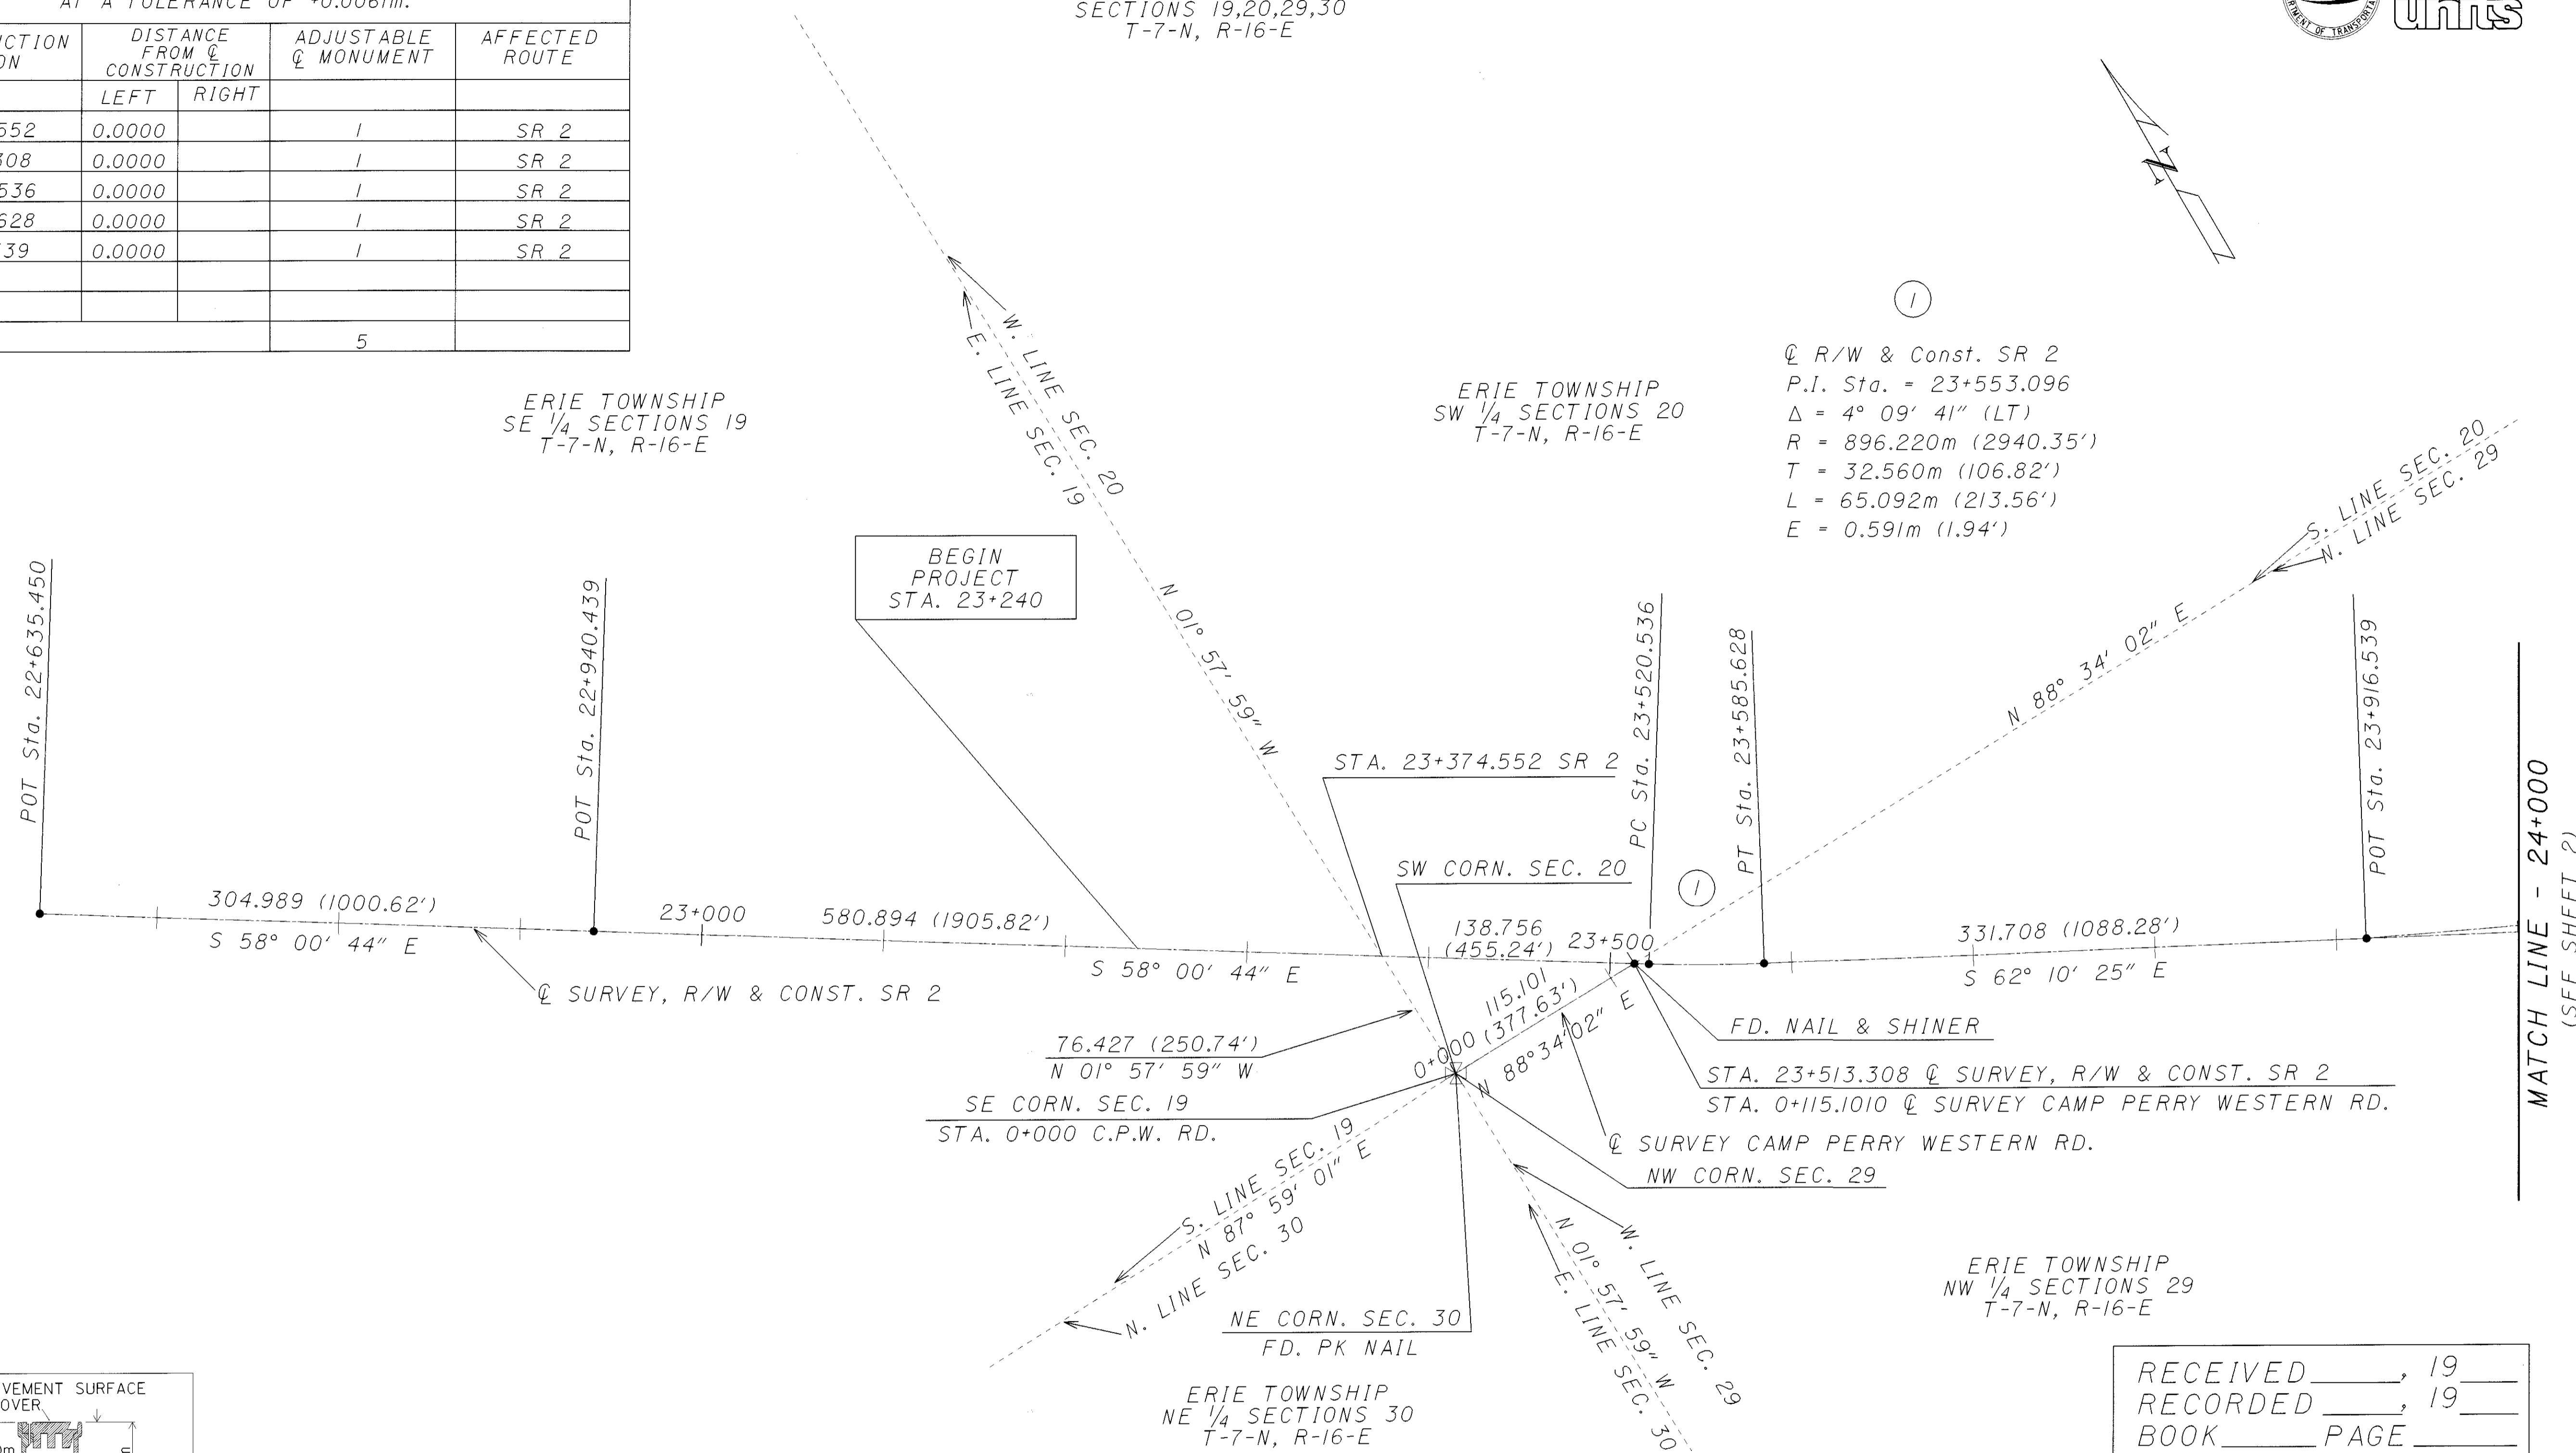 AT A TOLERANCE OF +0.0061m.
DISTANCE FROM ℄ CONSTRUCTION
ADJUSTABLE ℄ MONUMENT
AFFECTED ROUTE
LEFT RIGHT
552 0.0000 1 SR 2
308 0.0000 1 SR 2
536 0.0000 1 SR 2
628 0.0000 1 SR 2
39 0.0000 1 SR 2
5
SECTIONS 19,20,29,30
T-7-N, R-16-E
units
N
W. LINE SEC. 20
E. LINE SEC. 19
ERIE TOWNSHIP
SE 1/4 SECTIONS 19
T-7-N, R-16-E
ERIE TOWNSHIP
SW 1/4 SECTIONS 20
T-7-N, R-16-E
1
℄ R/W & Const. SR 2
P.I. Sta. = 23+553.096
Δ = 4° 09' 41" (LT)
R = 896.220m (2940.35')
T = 32.560m (106.82')
L = 65.092m (213.56')
E = 0.591m (1.94')
S. LINE SEC. 20
N. LINE SEC. 29
BEGIN
PROJECT
STA. 23+240
POT Sta. 22+635.450
POT Sta. 22+940.439
N 01° 57' 59" W
PC Sta. 23+520.536
PT Sta. 23+585.628
N 88° 34' 02" E
POT Sta. 23+916.539
MATCH LINE - 24+000
(SEE SHEET 2)
STA. 23+374.552 SR 2
SW CORN. SEC. 20
1
304.989 (1000.62')
S 58° 00' 44" E
23+000
580.894 (1905.82')
S 58° 00' 44" E
138.756
(455.24')
23+500
331.708 (1088.28')
S 62° 10' 25" E
℄ SURVEY, R/W & CONST. SR 2
115.101
(377.63')
0+000
N 88°34'02" E
76.427 (250.74')
N 01° 57' 59" W
FD. NAIL & SHINER
STA. 23+513.308 ℄ SURVEY, R/W & CONST. SR 2
STA. 0+115.1010 ℄ SURVEY CAMP PERRY WESTERN RD.
SE CORN. SEC. 19
STA. 0+000 C.P.W. RD.
℄ SURVEY CAMP PERRY WESTERN RD.
NW CORN. SEC. 29
S. LINE SEC. 19
N 87° 59' 01" E
N. LINE SEC. 30
W. LINE SEC. 29
N 01° 57' 59" W
E. LINE SEC. 30
NE CORN. SEC. 30
FD. PK NAIL
ERIE TOWNSHIP
NW 1/4 SECTIONS 29
T-7-N, R-16-E
ERIE TOWNSHIP
NE 1/4 SECTIONS 30
T-7-N, R-16-E
RECEIVED , 19
RECORDED , 19
BOOK PAGE
VEMENT SURFACE
OVER